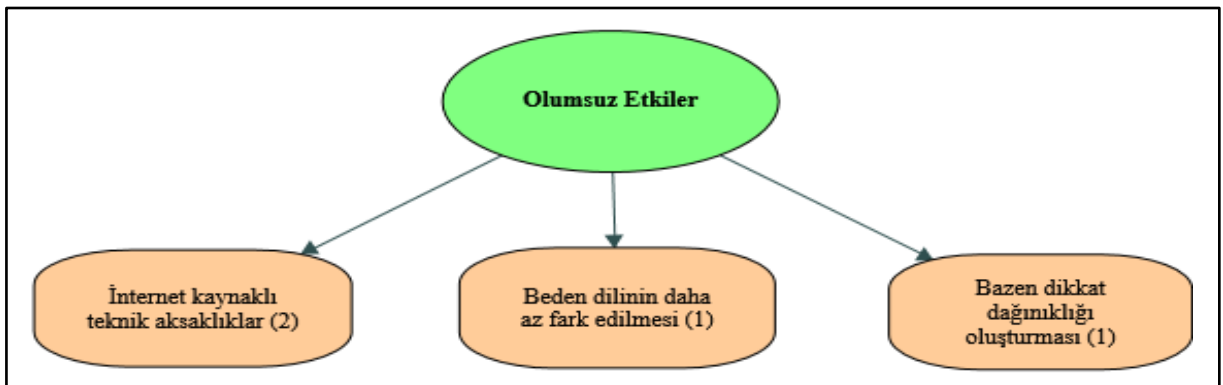 Olumsuz Etkiler
İnternet kaynaklı
teknik aksaklıklar (2)
Beden dilinin daha
az fark edilmesi (1)
Bazen dikkat
dağınıklığı
oluşturması (1)